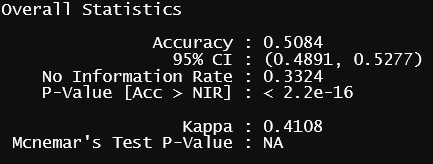 Overall Statistics
Accuracy : 0.5084
95% CI : (0.4891, 0.5277)
No Information Rate : 0.3324
P-Value [Acc > NIR] : < 2.2e-16
Kappa : 0.4108
Mcnemar's Test P-Value : NA